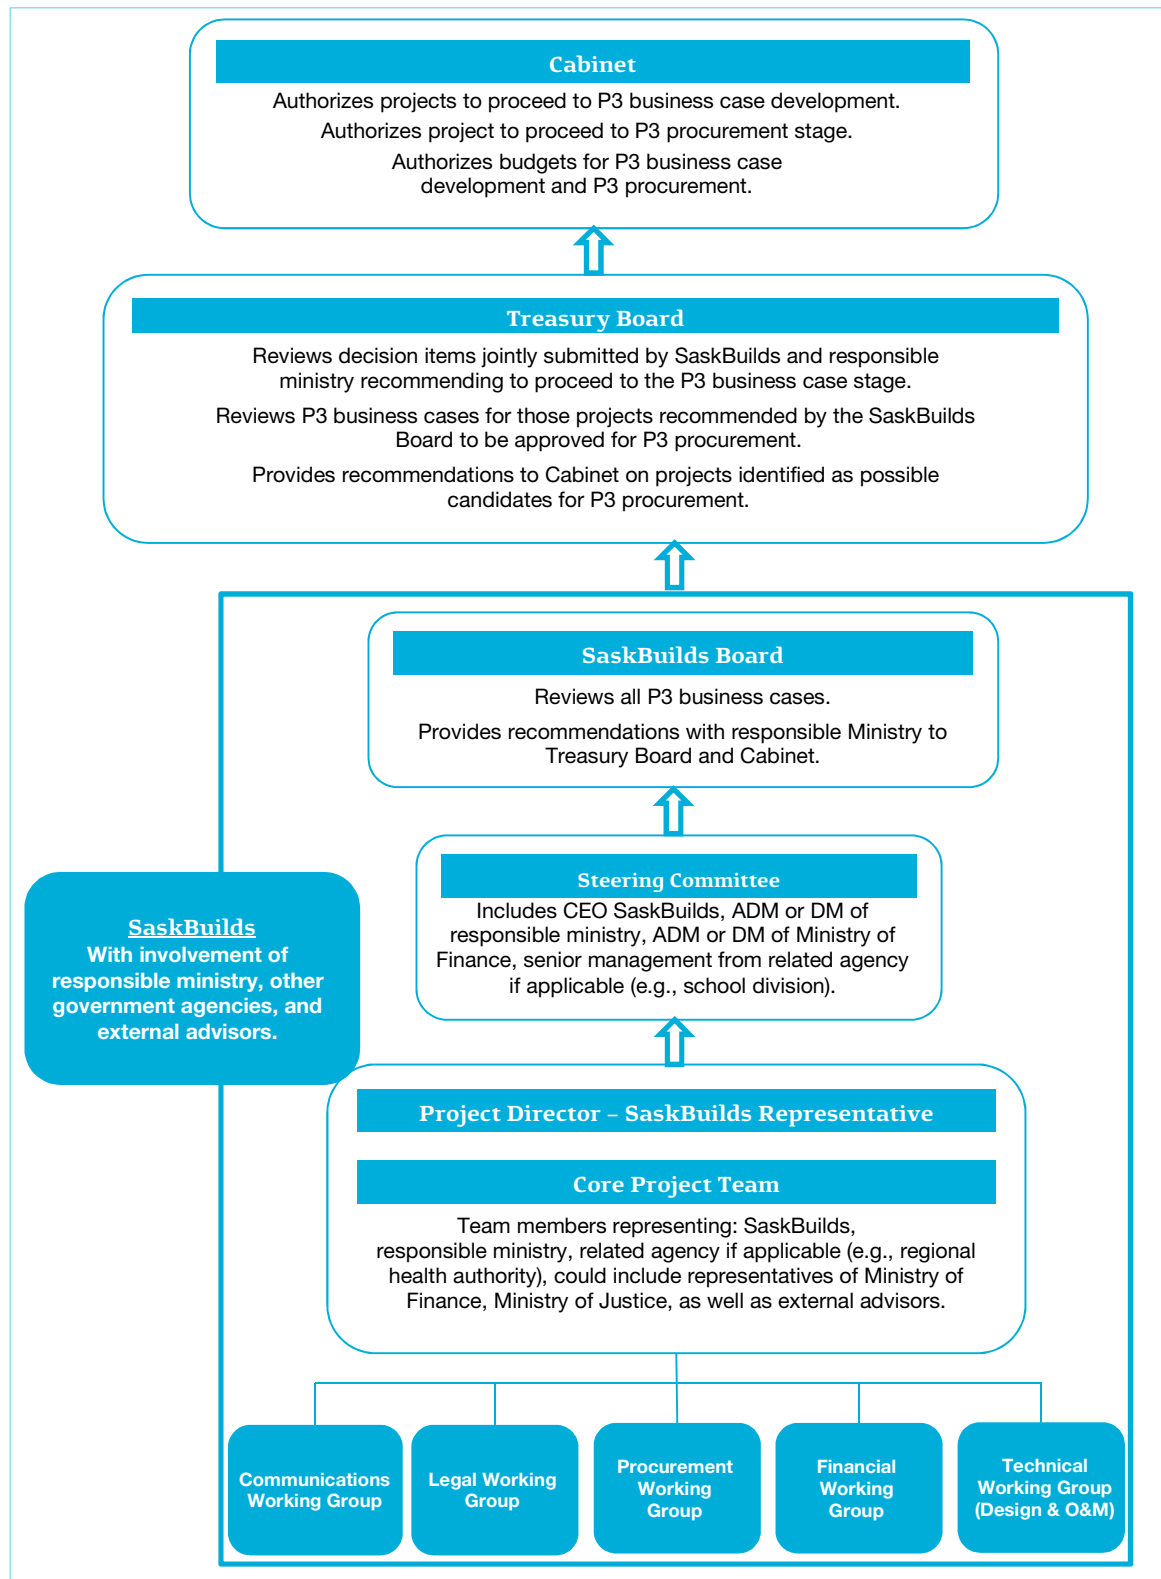 Cabinet
Authorizes projects to proceed to P3 business case development.
Authorizes project to proceed to P3 procurement stage.
Authorizes budgets for P3 business case
development and P3 procurement.
Treasury Board
Reviews decision items jointly submitted by SaskBuilds and responsible
ministry recommending to proceed to the P3 business case stage.
Reviews P3 business cases for those projects recommended by the SaskBuilds
Board to be approved for P3 procurement.
Provides recommendations to Cabinet on projects identified as possible
candidates for P3 procurement.
SaskBuilds Board
Reviews all P3 business cases.
Provides recommendations with responsible Ministry to
Treasury Board and Cabinet.
Steering Committee
Includes CEO SaskBuilds, ADM or DM of
responsible ministry, ADM or DM of Ministry of
Finance, senior management from related agency
if applicable (e.g., school division).
SaskBuilds
With involvement of
responsible ministry, other
government agencies, and
external advisors.
Project Director – SaskBuilds Representative
Core Project Team
Team members representing: SaskBuilds,
responsible ministry, related agency if applicable (e.g., regional
health authority), could include representatives of Ministry of
Finance, Ministry of Justice, as well as external advisors.
Communications
Working Group
Legal Working
Group
Procurement
Working
Group
Financial
Working
Group
Technical
Working Group
(Design & O&M)